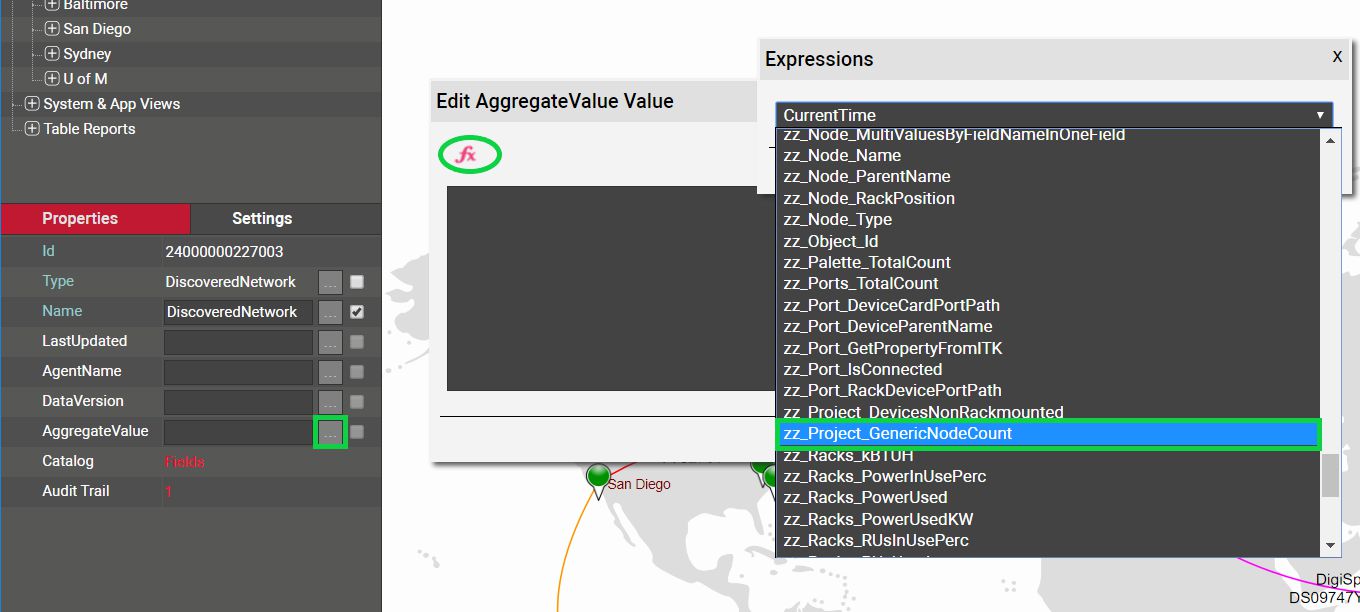 Baltimore
San Diego
Sydney
U of M
System & App Views
Table Reports
Properties
Settings
Id
24000000227003
Type
DiscoveredNetwork
...
Name
DiscoveredNetwork
...
LastUpdated
...
AgentName
...
DataVersion
...
AggregateValue
...
Catalog
Fields
Audit Trail
1
Edit AggregateValue Value
fx
Expressions
X
CurrentTime
zz_Node_MultiValuesByFieldNameInOneField
zz_Node_Name
zz_Node_ParentName
zz_Node_RackPosition
zz_Node_Type
zz_Object_Id
zz_Palette_TotalCount
zz_Ports_TotalCount
zz_Port_DeviceCardPortPath
zz_Port_DeviceParentName
zz_Port_GetPropertyFromITK
zz_Port_IsConnected
zz_Port_RackDevicePortPath
zz_Project_DevicesNonRackmounted
zz_Project_GenericNodeCount
zz_Racks_kBTUH
zz_Racks_PowerInUsePerc
zz_Racks_PowerUsed
zz_Racks_PowerUsedKW
zz_Racks_RUsInUsePerc
San Diego
DigiSp
DS09747Y